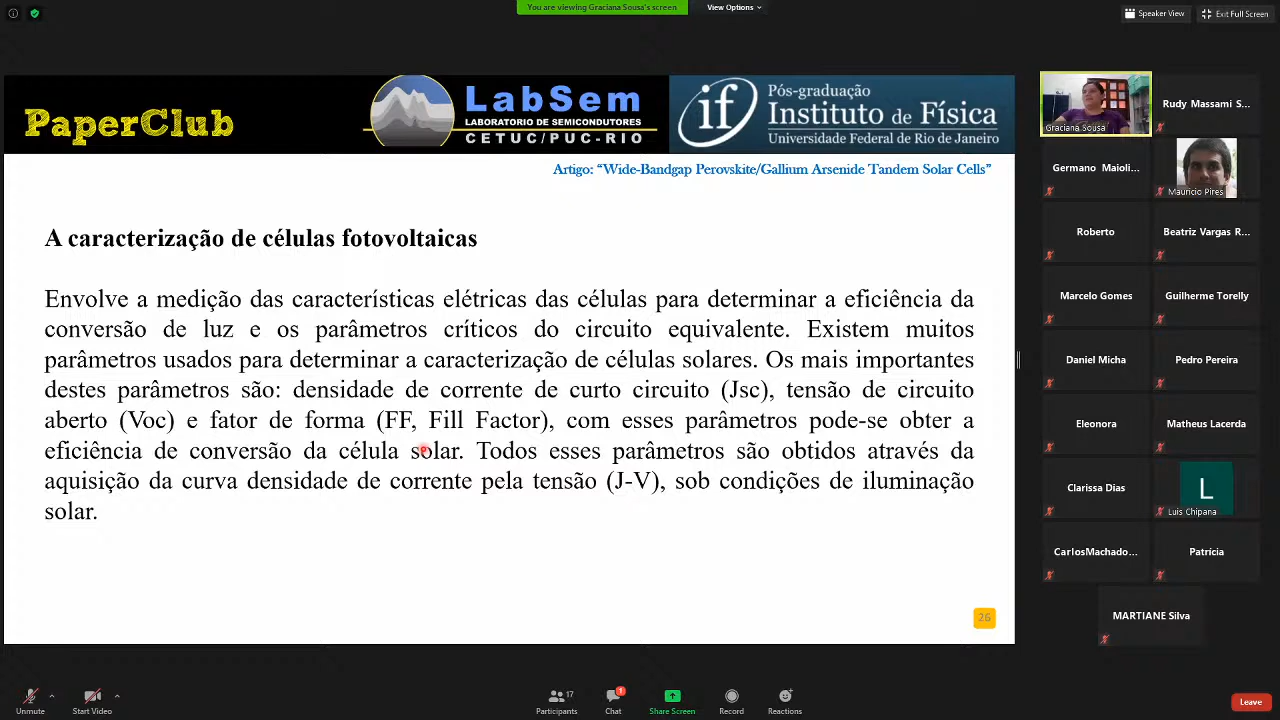 You are viewing Graciana Sousa's screen
View Options
Speaker View
Exit Full Screen
PaperClub
LabSem
LABORATORIO DE SEMICONDUTORES
CETUC/PUC-RIO
if
Pós-graduação
Instituto de Física
Universidade Federal do Rio de Janeiro
Artigo: “Wide-Bandgap Perovskite/Gallium Arsenide Tandem Solar Cells”
A caracterização de células fotovoltaicas
Envolve a medição das características elétricas das células para determinar a eficiência da
conversão de luz e os parâmetros críticos do circuito equivalente. Existem muitos
parâmetros usados para determinar a caracterização de células solares. Os mais importantes
destes parâmetros são: densidade de corrente de curto circuito (Jsc), tensão de circuito
aberto (Voc) e fator de forma (FF, Fill Factor), com esses parâmetros pode-se obter a
eficiência de conversão da célula solar. Todos esses parâmetros são obtidos através da
aquisição da curva densidade de corrente pela tensão (J-V), sob condições de iluminação
solar.
26
Graciana Sousa
Rudy Massami S...
Germano Maioli...
Mauricio Pires
Roberto
Beatriz Vargas R...
Marcelo Gomes
Guilherme Torelly
Daniel Micha
Pedro Pereira
Eleonora
Matheus Lacerda
Clarissa Dias
L
Luis Chipana
CarlosMachado...
Patrícia
MARTIANE Silva
Unmute
Start Video
17
Participants
1
Chat
Share Screen
Record
Reactions
Leave